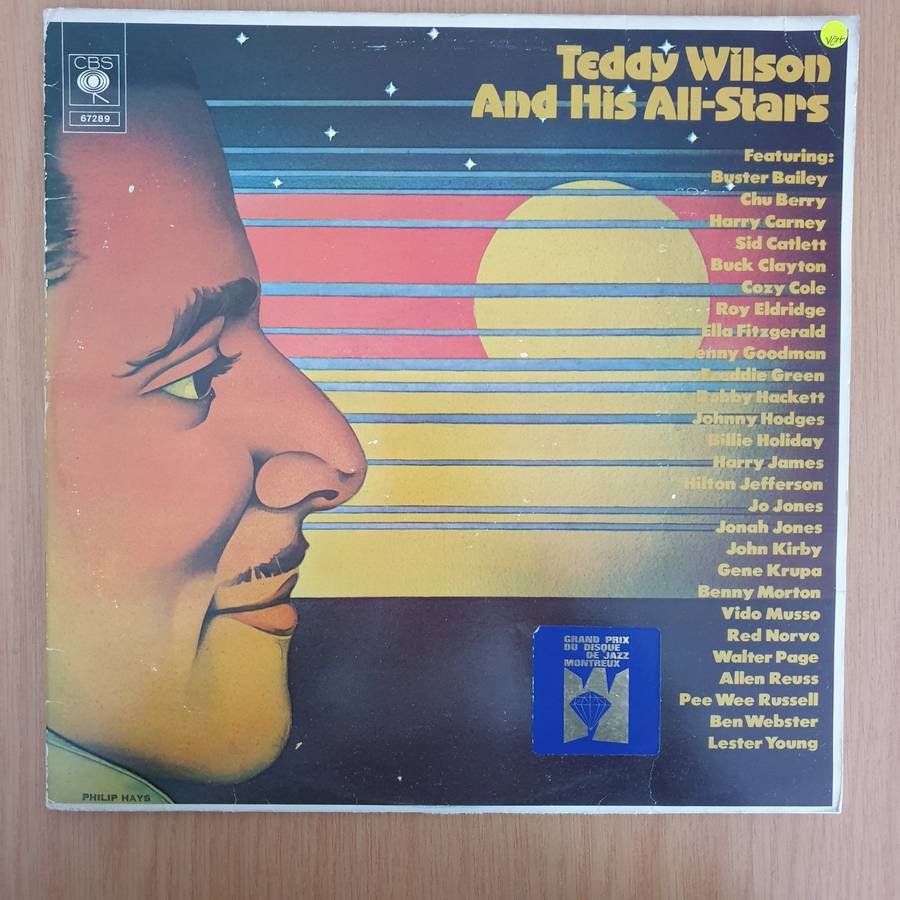 CBS
67289
VG+
Teddy Wilson
And His All-Stars
Featuring:
Buster Bailey
Chu Berry
Harry Carney
Sid Catlett
Buck Clayton
Cozy Cole
Roy Eldridge
Ella Fitzgerald
Benny Goodman
Freddie Green
Bobby Hackett
Johnny Hodges
Billie Holiday
Harry James
Hilton Jefferson
Jo Jones
Jonah Jones
John Kirby
Gene Krupa
Benny Morton
Vido Musso
Red Norvo
Walter Page
Allen Reuss
Pee Wee Russell
Ben Webster
Lester Young
GRAND PRIX
DU DISQUE
DE JAZZ
MONTREUX
PHILIP HAYS